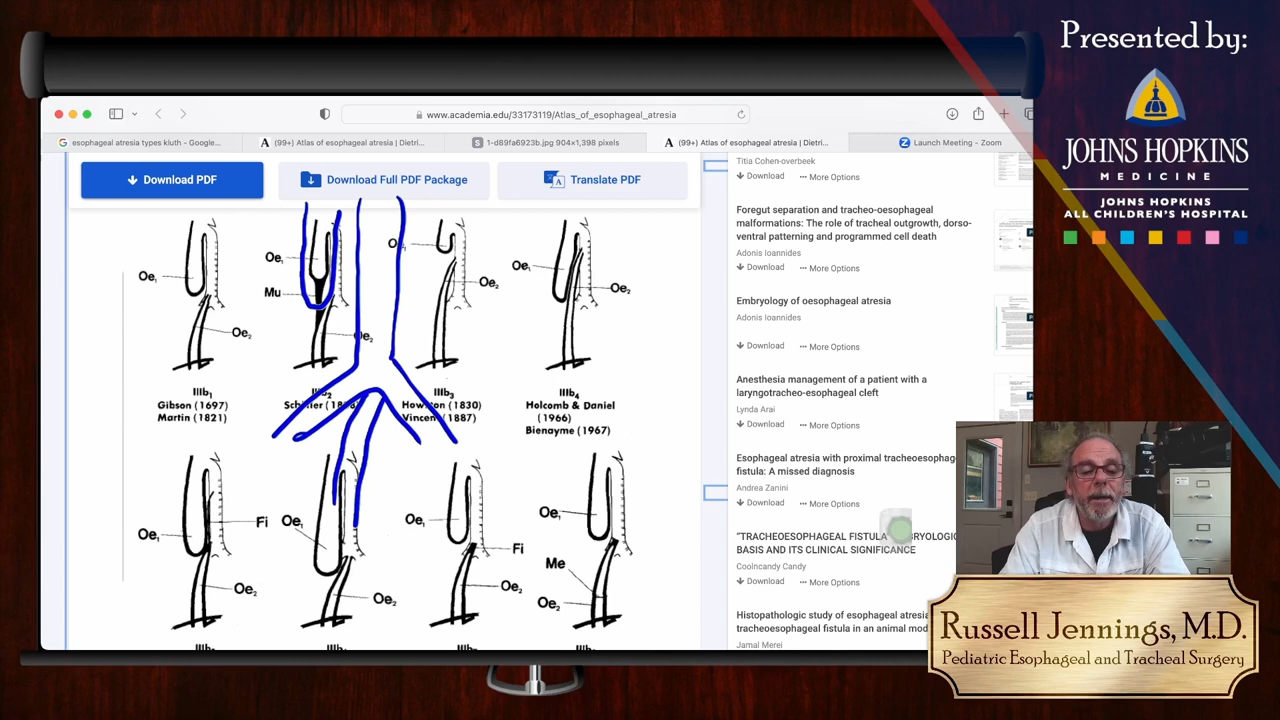 Presented by:
JOHNS HOPKINS
MEDICINE
JOHNS HOPKINS
ALL CHILDREN'S HOSPITAL
www.academia.edu/33173119/Atlas_of_esophageal_atresia
esophageal atresia types kluth - Google...
(99+) Atlas of esophageal atresia | Dietri...
1-d89fa6923b.jpg 904×1,398 pixels
(99+) Atlas of esophageal atresia | Dietri...
Launch Meeting - Zoom
Download PDF
Download Full PDF Package
Translate PDF
Oe₁
Oe₂
IIIb₁
Gibson (1697)
Martin (1821)
Oe₁
Mu
Oe₂
Oe₂
IIIb₃
Vincent (1887)
Oe₁
Oe₂
IIIb₄
Holcomb & Daniel
(1966)
Bienayme (1967)
Oe₁
Fi
Oe₂
Oe₁
Oe₂
Oe₁
Fi
Oe₂
Oe₁
Me
Oe₂
Titia Cohen-overbeek
Download
More Options
Foregut separation and tracheo-oesophageal
malformations: The role of tracheal outgrowth, dorso-
ventral patterning and programmed cell death
Adonis Ioannides
Download
More Options
Embryology of oesophageal atresia
Adonis Ioannides
Download
More Options
Anesthesia management of a patient with a
laryngotracheo-esophageal cleft
Lynda Arai
Download
More Options
Esophageal atresia with proximal tracheoesophage
fistula: A missed diagnosis
Andrea Zanini
Download
More Options
"TRACHEOESOPHAGEAL FISTULA
BASIS AND ITS CLINICAL SIGNIFICANCE
Coolncandy Candy
Download
More Options
Histopathologic study of esophageal atresia
tracheoesophageal fistula in an animal mod
Jamal Merei
Russell Jennings, M.D.
Pediatric Esophageal and Tracheal Surgery